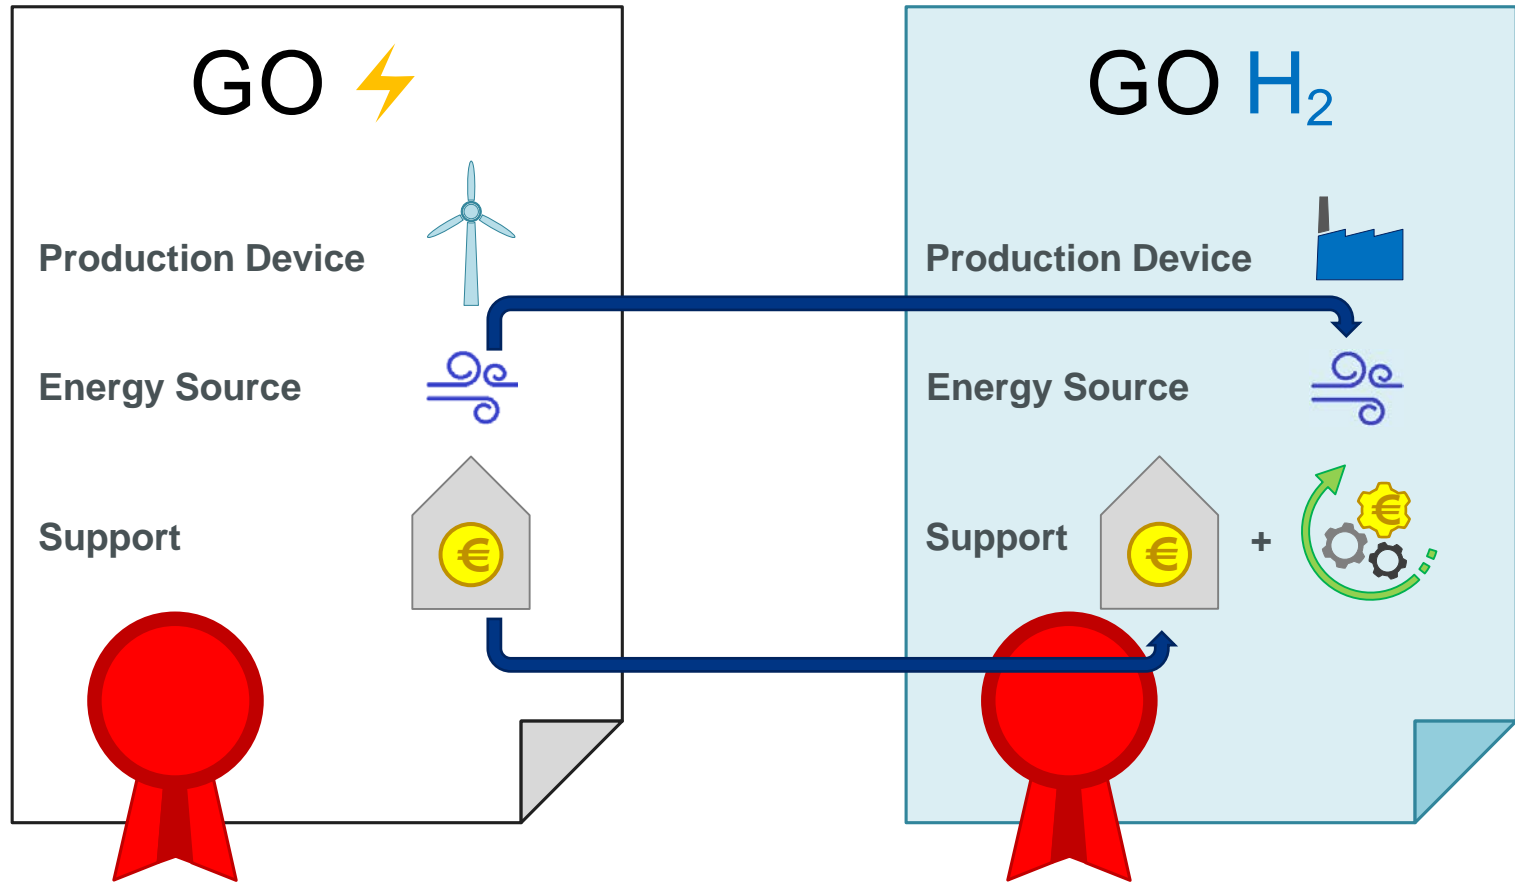 GO
Production Device
Energy Source
Support
€
GO H₂
Production Device
Energy Source
Support
€
+
€